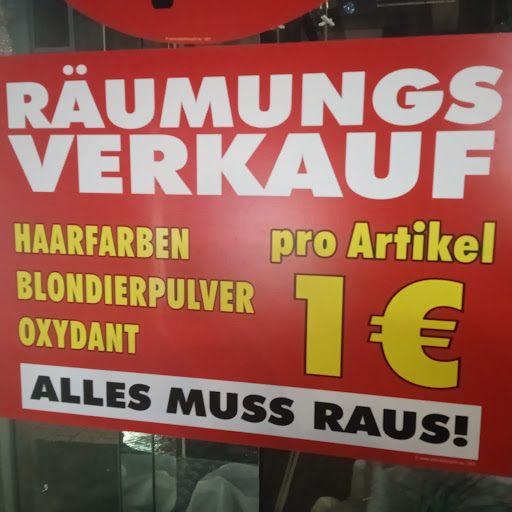 RÄUMUNGS
VERKAUF
HAARFARBEN
BLONDIERPULVER
OXYDANT
pro Artikel
1€
ALLES MUSS RAUS!